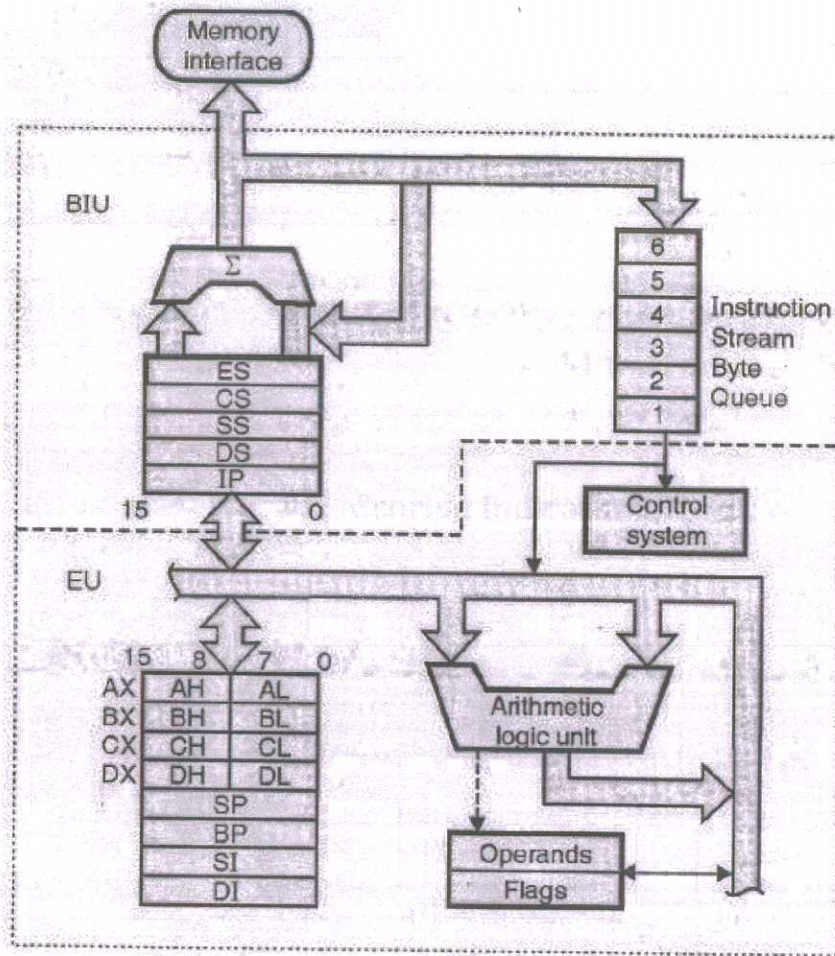 Memory
interface
BIU
Σ
6
5
4
3
2
1
Instruction
Stream
Byte
Queue
ES
CS
SS
DS
IP
15 0
Control
system
EU
15 8 7 0
AX AH AL
BX BH BL
CX CH CL
DX DH DL
SP
BP
SI
DI
Arithmetic
logic unit
Operands
Flags